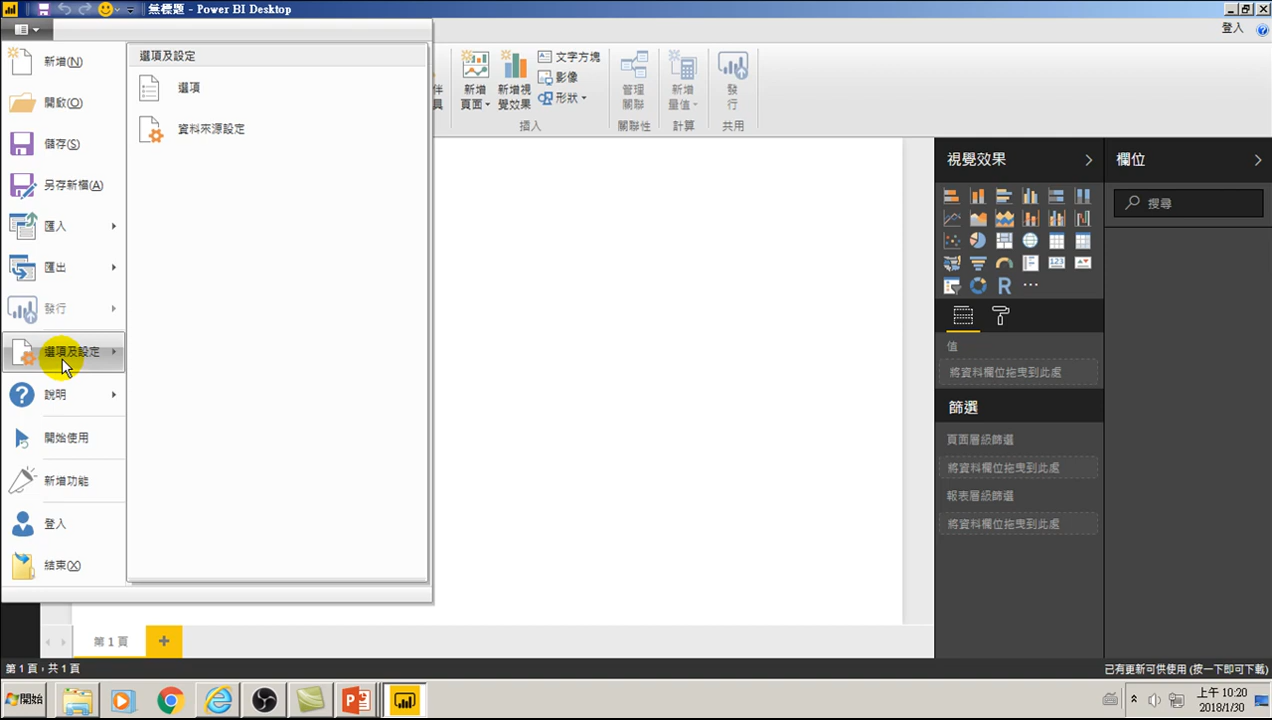 無標題 - Power BI Desktop
登入
新增(N)
開啟(O)
儲存(S)
另存新檔(A)
匯入
匯出
發行
選項及設定
說明
開始使用
新增功能
登入
結束(X)
選項及設定
選項
資料來源設定
伴
具
新增
頁面
新增視
覺效果
文字方塊
影像
形狀
插入
管理
關聯
關聯性
新增
量值
計算
發
行
共用
視覺效果
值
將資料欄位拖曳到此處
篩選
頁面層級篩選
將資料欄位拖曳到此處
報表層級篩選
將資料欄位拖曳到此處
欄位
搜尋
第 1 頁
第 1 頁，共 1 頁
已有更新可供使用 (按一下即可下載)
開始
上午 10:20
2018/1/30